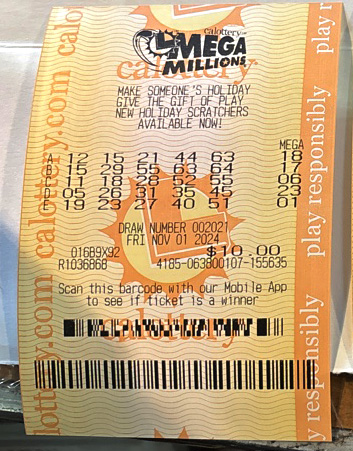 calottery
MEGA
MILLIONS
MAKE SOMEONE'S HOLIDAY
GIVE THE GIFT OF PLAY
NEW HOLIDAY SCRATCHERS
AVAILABLE NOW!
MEGA
A 12 15 21 44 63 18
B 15 29 55 63 64 17
C 11 18 28 52 06
D 05 26 31 35 45 23
E 19 23 27 40 51 01
DRAW NUMBER 002021
FRI NOV 01 2024
016B9X92 $10.00
R1036868 4185-063800107-155635
Scan this barcode with our Mobile App
to see if ticket is a winner
calottery
calottery.com calottery.com
play responsibly
play responsibly